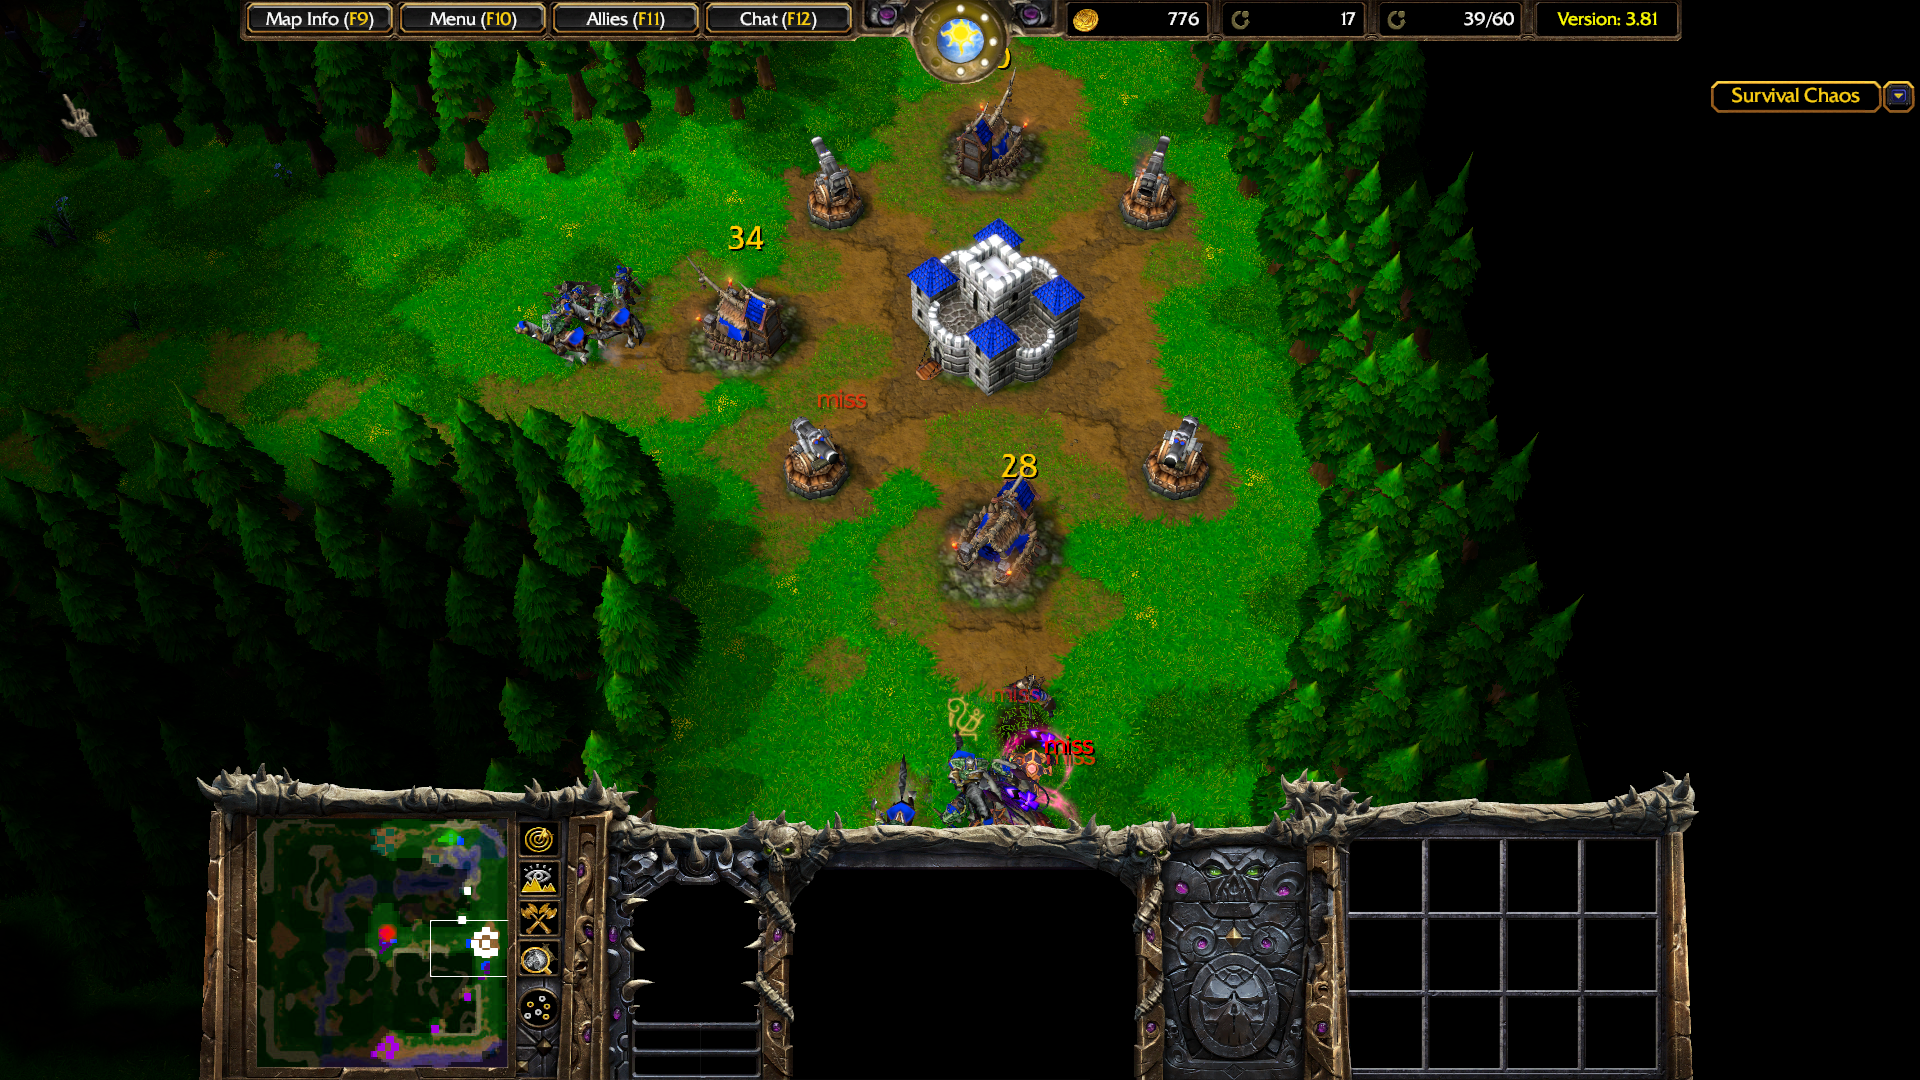 Map Info (F9)
Menu (F10)
Allies (F11)
Chat (F12)
776
17
39/60
Version: 3.81
Survival Chaos
34
miss
28
miss
miss
miss